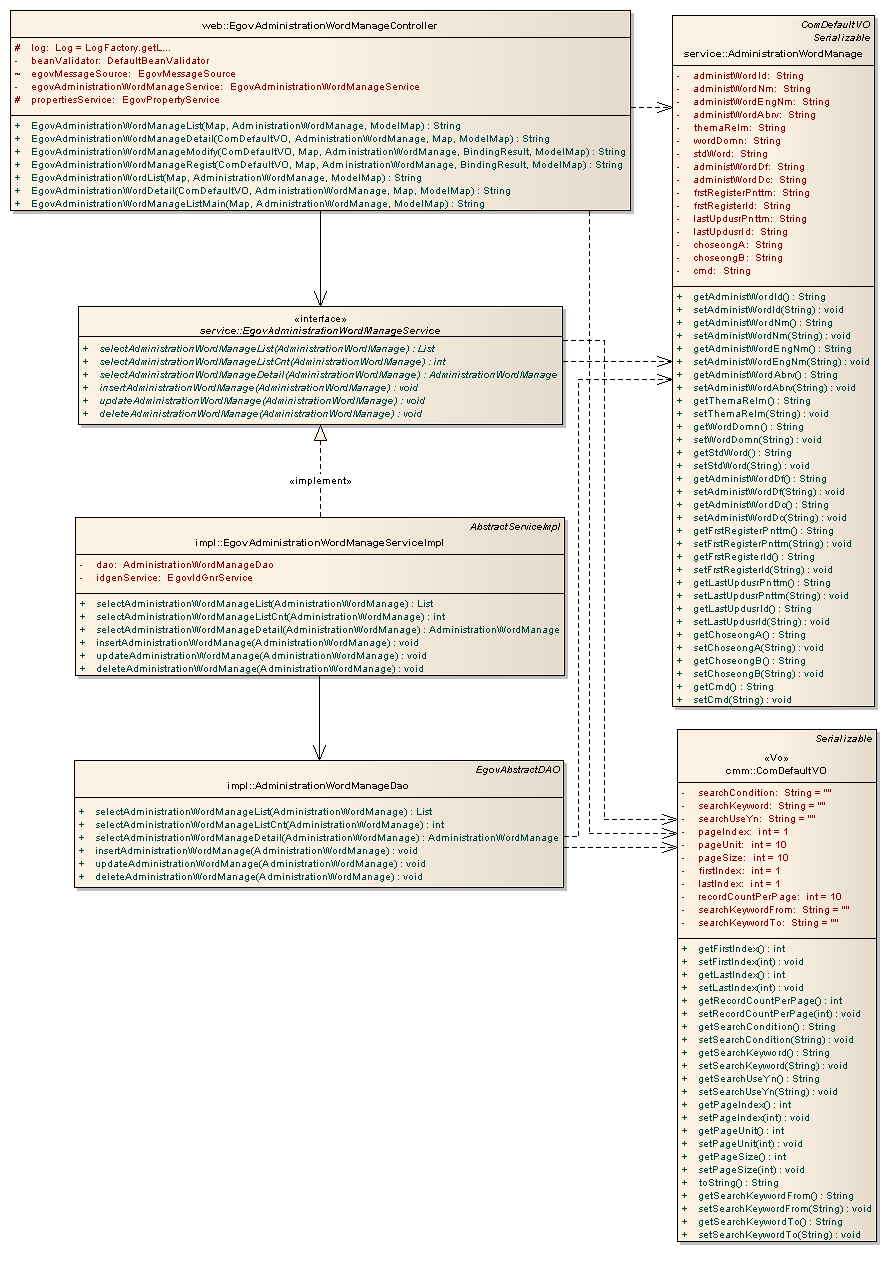 web::EgovAdministrationWordManageController
# log: Log = LogFactory.getL...
- beanValidator: DefaultBeanValidator
~ egovMessageSource: EgovMessageSource
- egovAdministrationWordManageService: EgovAdministrationWordManageService
# propertiesService: EgovPropertyService
+ EgovAdministrationWordManageList(Map, AdministrationWordManage, ModelMap) : String
+ EgovAdministrationWordManageDetail(ComDefaultVO, AdministrationWordManage, Map, ModelMap) : String
+ EgovAdministrationWordManageModify(ComDefaultVO, Map, AdministrationWordManage, BindingResult, ModelMap) : String
+ EgovAdministrationWordManageRegist(ComDefaultVO, Map, AdministrationWordManage, BindingResult, ModelMap) : String
+ EgovAdministrationWordList(Map, AdministrationWordManage, ModelMap) : String
+ EgovAdministrationWordDetail(ComDefaultVO, AdministrationWordManage, Map, ModelMap) : String
+ EgovAdministrationWordManageListMain(Map, AdministrationWordManage, ModelMap) : String
«interface»
service::EgovAdministrationWordManageService
+ selectAdministrationWordManageList(AdministrationWordManage) : List
+ selectAdministrationWordManageListCnt(AdministrationWordManage) : int
+ selectAdministrationWordManageDetail(AdministrationWordManage) : AdministrationWordManage
+ insertAdministrationWordManage(AdministrationWordManage) : void
+ updateAdministrationWordManage(AdministrationWordManage) : void
+ deleteAdministrationWordManage(AdministrationWordManage) : void
«implement»
AbstractServiceImpl
impl::EgovAdministrationWordManageServiceImpl
- dao: AdministrationWordManageDao
- idgenService: EgovIdGnrService
+ selectAdministrationWordManageList(AdministrationWordManage) : List
+ selectAdministrationWordManageListCnt(AdministrationWordManage) : int
+ selectAdministrationWordManageDetail(AdministrationWordManage) : AdministrationWordManage
+ insertAdministrationWordManage(AdministrationWordManage) : void
+ updateAdministrationWordManage(AdministrationWordManage) : void
+ deleteAdministrationWordManage(AdministrationWordManage) : void
EgovAbstractDAO
impl::AdministrationWordManageDao
+ selectAdministrationWordManageList(AdministrationWordManage) : List
+ selectAdministrationWordManageListCnt(AdministrationWordManage) : int
+ selectAdministrationWordManageDetail(AdministrationWordManage) : AdministrationWordManage
+ insertAdministrationWordManage(AdministrationWordManage) : void
+ updateAdministrationWordManage(AdministrationWordManage) : void
+ deleteAdministrationWordManage(AdministrationWordManage) : void
ComDefaultVO
Serializable
service::AdministrationWordManage
- administWordId: String
- administWordNm: String
- administWordEngNm: String
- administWordAbrv: String
- themaRelm: String
- wordDomn: String
- stdWord: String
- administWordDf: String
- administWordDc: String
- frstRegisterPnttm: String
- frstRegisterId: String
- lastUpdusrPnttm: String
- lastUpdusrId: String
- choseongA: String
- choseongB: String
- cmd: String
+ getAdministWordId() : String
+ setAdministWordId(String) : void
+ getAdministWordNm() : String
+ setAdministWordNm(String) : void
+ getAdministWordEngNm() : String
+ setAdministWordEngNm(String) : void
+ getAdministWordAbrv() : String
+ setAdministWordAbrv(String) : void
+ getThemaRelm() : String
+ setThemaRelm(String) : void
+ getWordDomn() : String
+ setWordDomn(String) : void
+ getStdWord() : String
+ setStdWord(String) : void
+ getAdministWordDf() : String
+ setAdministWordDf(String) : void
+ getAdministWordDc() : String
+ setAdministWordDc(String) : void
+ getFrstRegisterPnttm() : String
+ setFrstRegisterPnttm(String) : void
+ getFrstRegisterId() : String
+ setFrstRegisterId(String) : void
+ getLastUpdusrPnttm() : String
+ setLastUpdusrPnttm(String) : void
+ getLastUpdusrId() : String
+ setLastUpdusrId(String) : void
+ getChoseongA() : String
+ setChoseongA(String) : void
+ getChoseongB() : String
+ setChoseongB(String) : void
+ getCmd() : String
+ setCmd(String) : void
Serializable
«Vo»
cmm::ComDefaultVO
- searchCondition: String = ""
- searchKeyword: String = ""
- searchUseYn: String = ""
- pageIndex: int = 1
- pageUnit: int = 10
- pageSize: int = 10
- firstIndex: int = 1
- lastIndex: int = 1
- recordCountPerPage: int = 10
- searchKeywordFrom: String = ""
- searchKeywordTo: String = ""
+ getFirstIndex() : int
+ setFirstIndex(int) : void
+ getLastIndex() : int
+ setLastIndex(int) : void
+ getRecordCountPerPage() : int
+ setRecordCountPerPage(int) : void
+ getSearchCondition() : String
+ setSearchCondition(String) : void
+ getSearchKeyword() : String
+ setSearchKeyword(String) : void
+ getSearchUseYn() : String
+ setSearchUseYn(String) : void
+ getPageIndex() : int
+ setPageIndex(int) : void
+ getPageUnit() : int
+ setPageUnit(int) : void
+ getPageSize() : int
+ setPageSize(int) : void
+ toString() : String
+ getSearchKeywordFrom() : String
+ setSearchKeywordFrom(String) : void
+ getSearchKeywordTo() : String
+ setSearchKeywordTo(String) : void